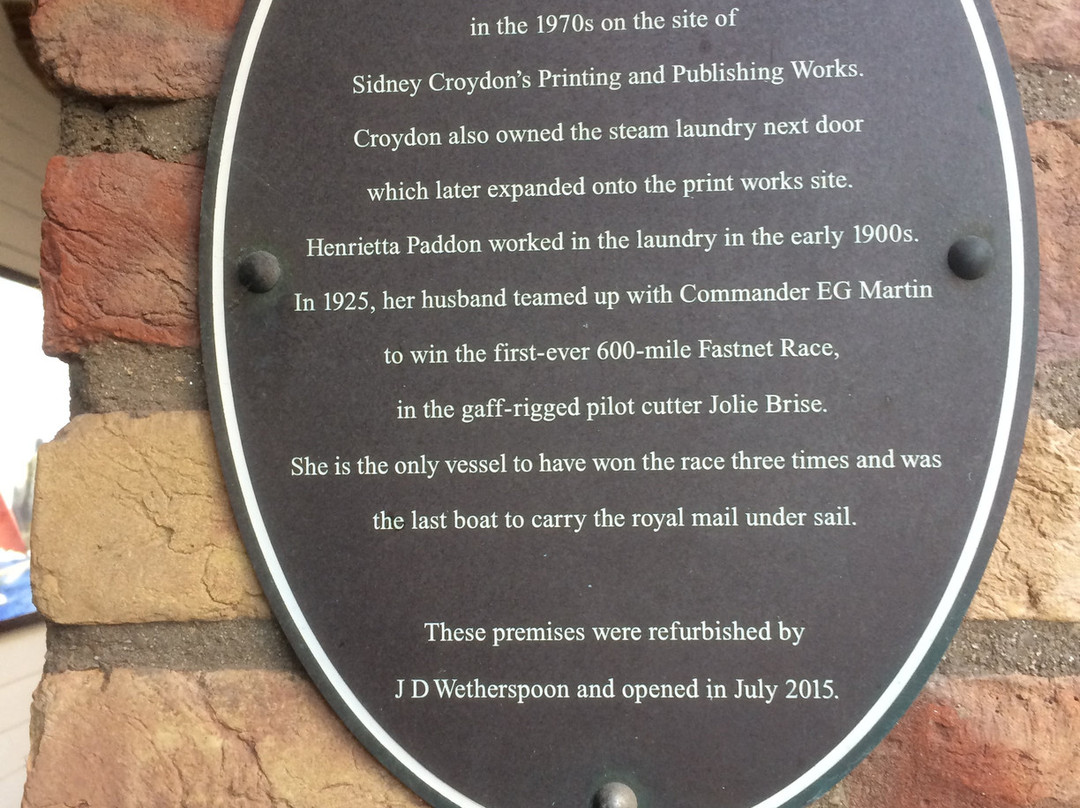 in the 1970s on the site of
Sidney Croydon's Printing and Publishing Works.
Croydon also owned the steam laundry next door
which later expanded onto the print works site.
Henrietta Paddon worked in the laundry in the early 1900s.
In 1925, her husband teamed up with Commander EG Martin
to win the first-ever 600-mile Fastnet Race,
in the gaff-rigged pilot cutter Jolie Brise.
She is the only vessel to have won the race three times and was
the last boat to carry the royal mail under sail.
These premises were refurbished by
J D Wetherspoon and opened in July 2015.